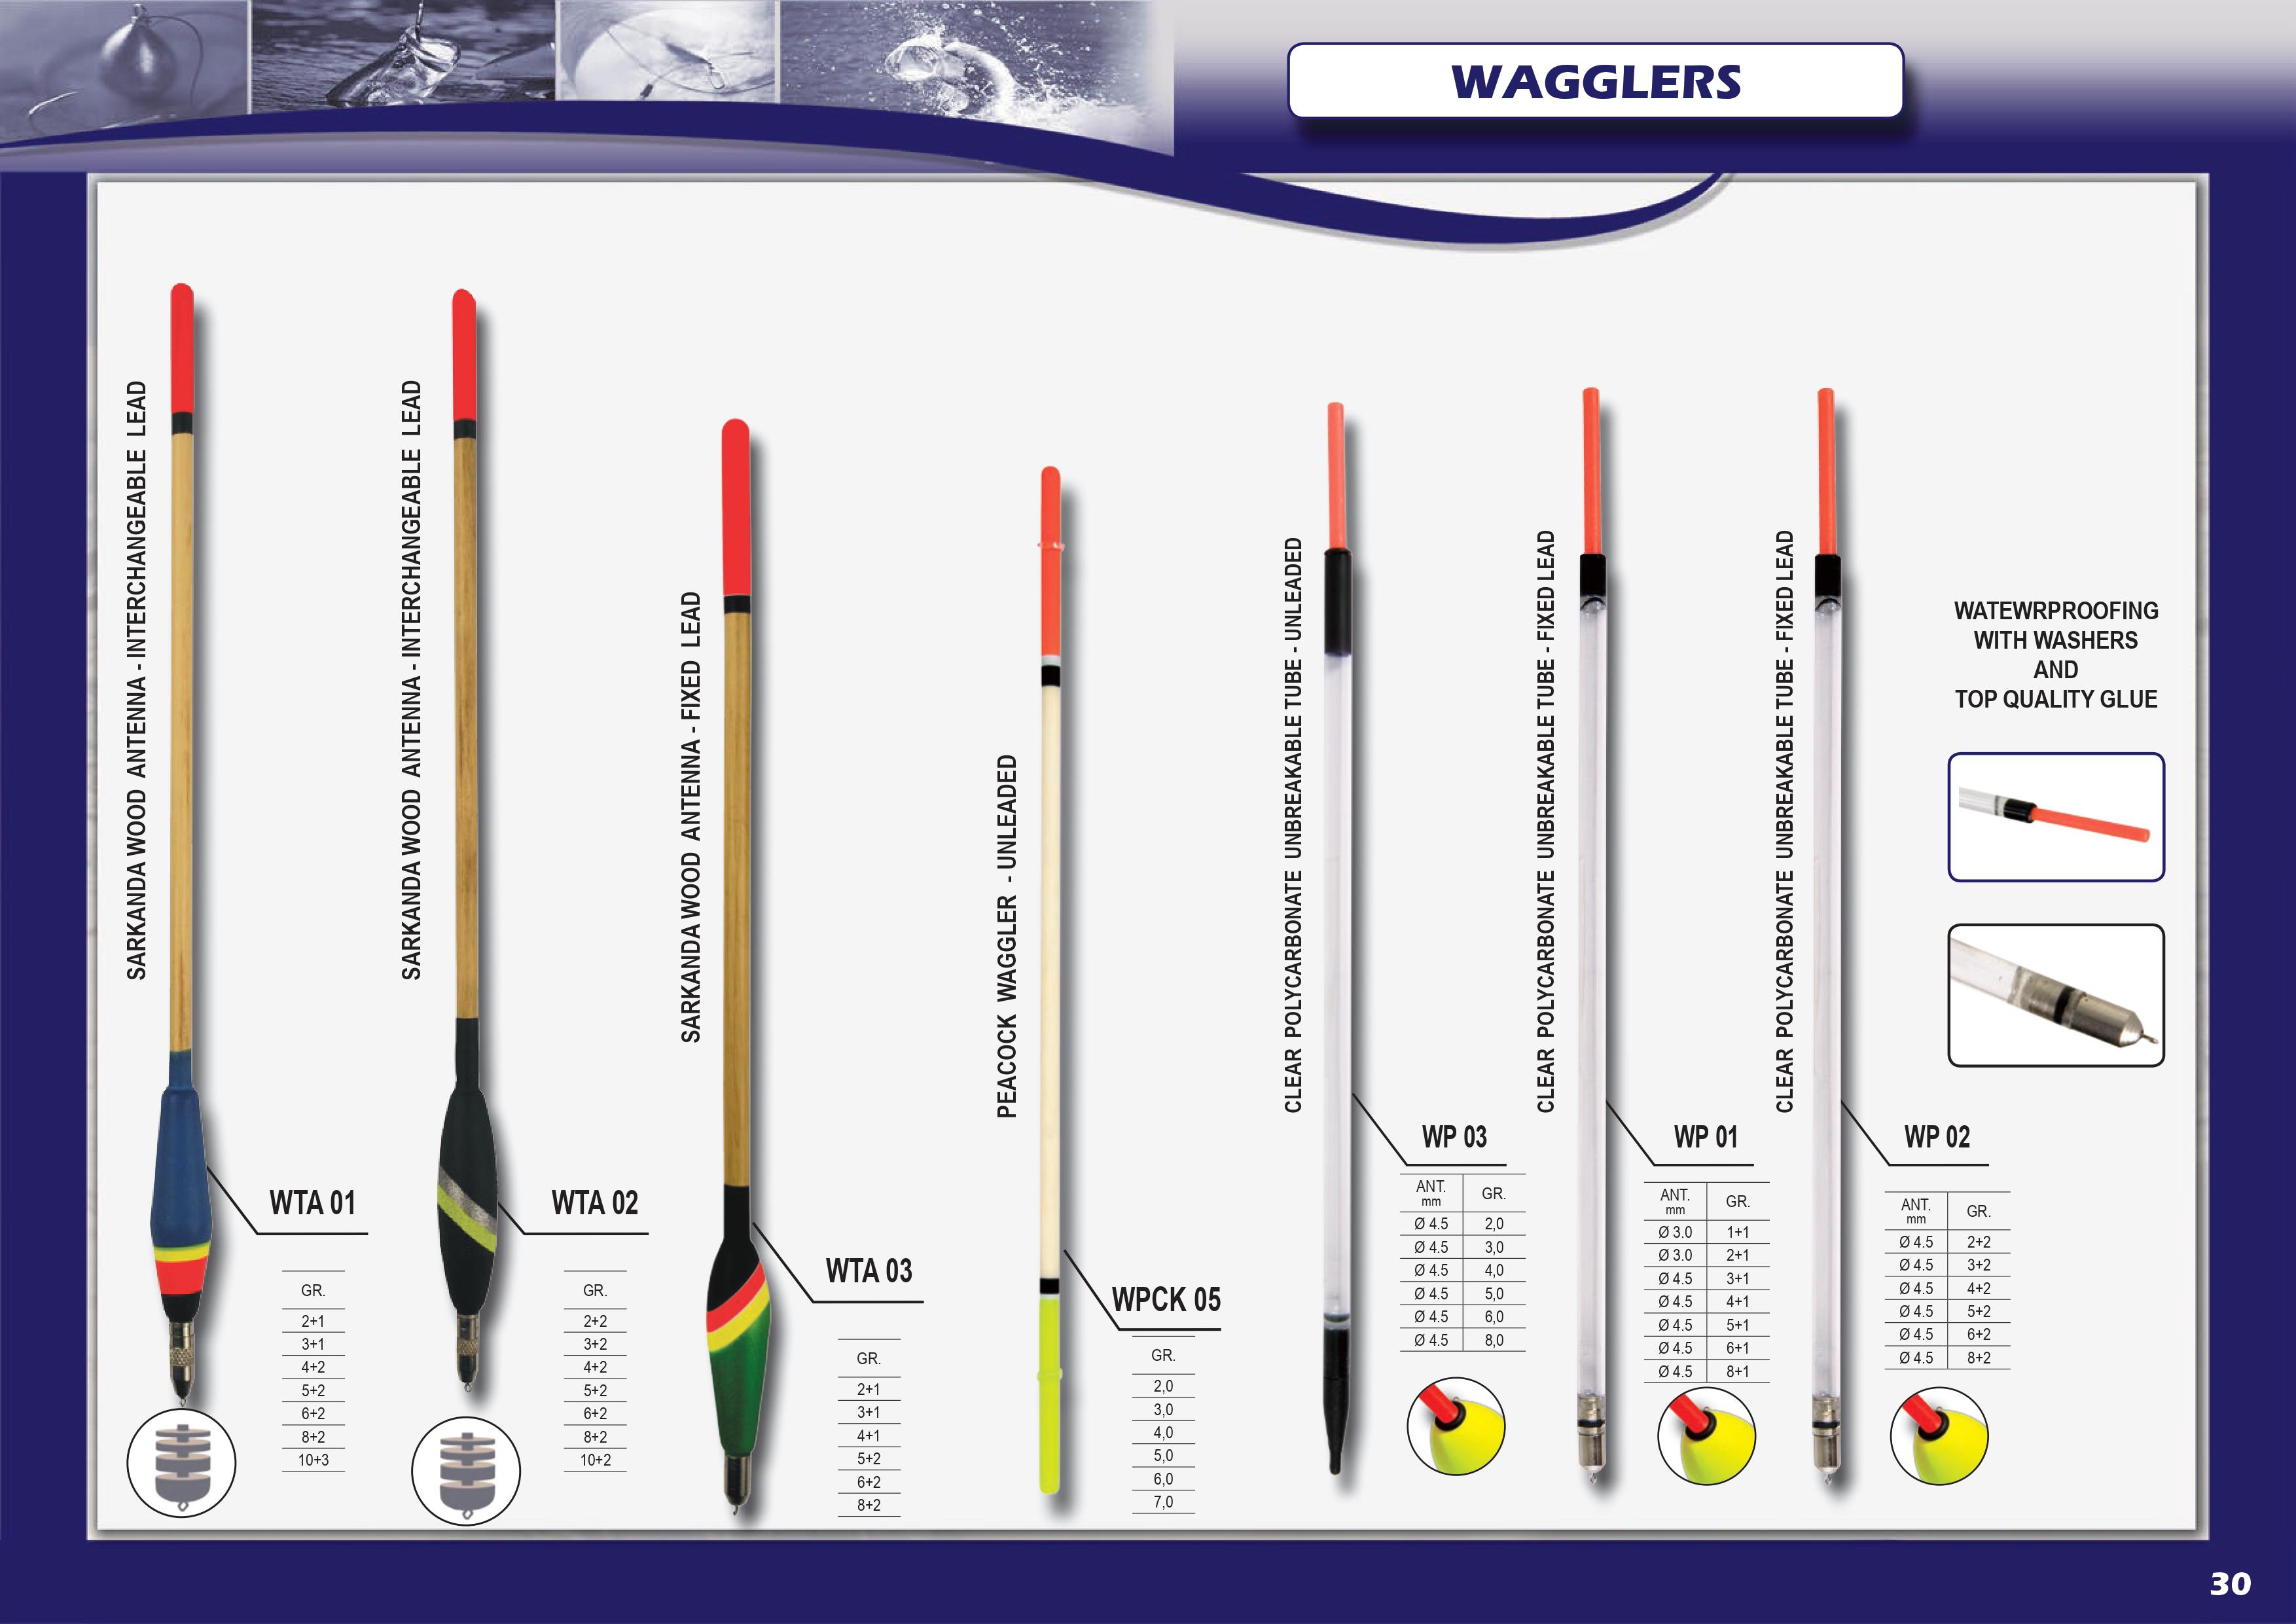 WAGGLERS
SARKANDA WOOD ANTENNA - INTERCHANGEABLE LEAD
WTA 01
GR.
2+1
3+1
4+2
5+2
6+2
8+2
10+3
SARKANDA WOOD ANTENNA - INTERCHANGEABLE LEAD
WTA 02
GR.
2+2
3+2
4+2
5+2
6+2
8+2
10+2
SARKANDA WOOD ANTENNA - FIXED LEAD
WTA 03
GR.
2+1
3+1
4+1
5+2
6+2
8+2
PEACOCK WAGGLER - UNLEADED
WPCK 05
GR.
2,0
3,0
4,0
5,0
6,0
7,0
CLEAR POLYCARBONATE UNBREAKABLE TUBE - UNLEADED
WP 03
ANT. mm GR.
Ø 4.5 2,0
Ø 4.5 3,0
Ø 4.5 4,0
Ø 4.5 5,0
Ø 4.5 6,0
Ø 4.5 8,0
CLEAR POLYCARBONATE UNBREAKABLE TUBE - FIXED LEAD
WP 01
ANT. mm GR.
Ø 3.0 1+1
Ø 3.0 2+1
Ø 4.5 3+1
Ø 4.5 4+1
Ø 4.5 5+1
Ø 4.5 6+1
Ø 4.5 8+1
CLEAR POLYCARBONATE UNBREAKABLE TUBE - FIXED LEAD
WP 02
ANT. mm GR.
Ø 4.5 2+2
Ø 4.5 3+2
Ø 4.5 4+2
Ø 4.5 5+2
Ø 4.5 6+2
Ø 4.5 8+2
WATEWRPROOFING
WITH WASHERS
AND
TOP QUALITY GLUE
30